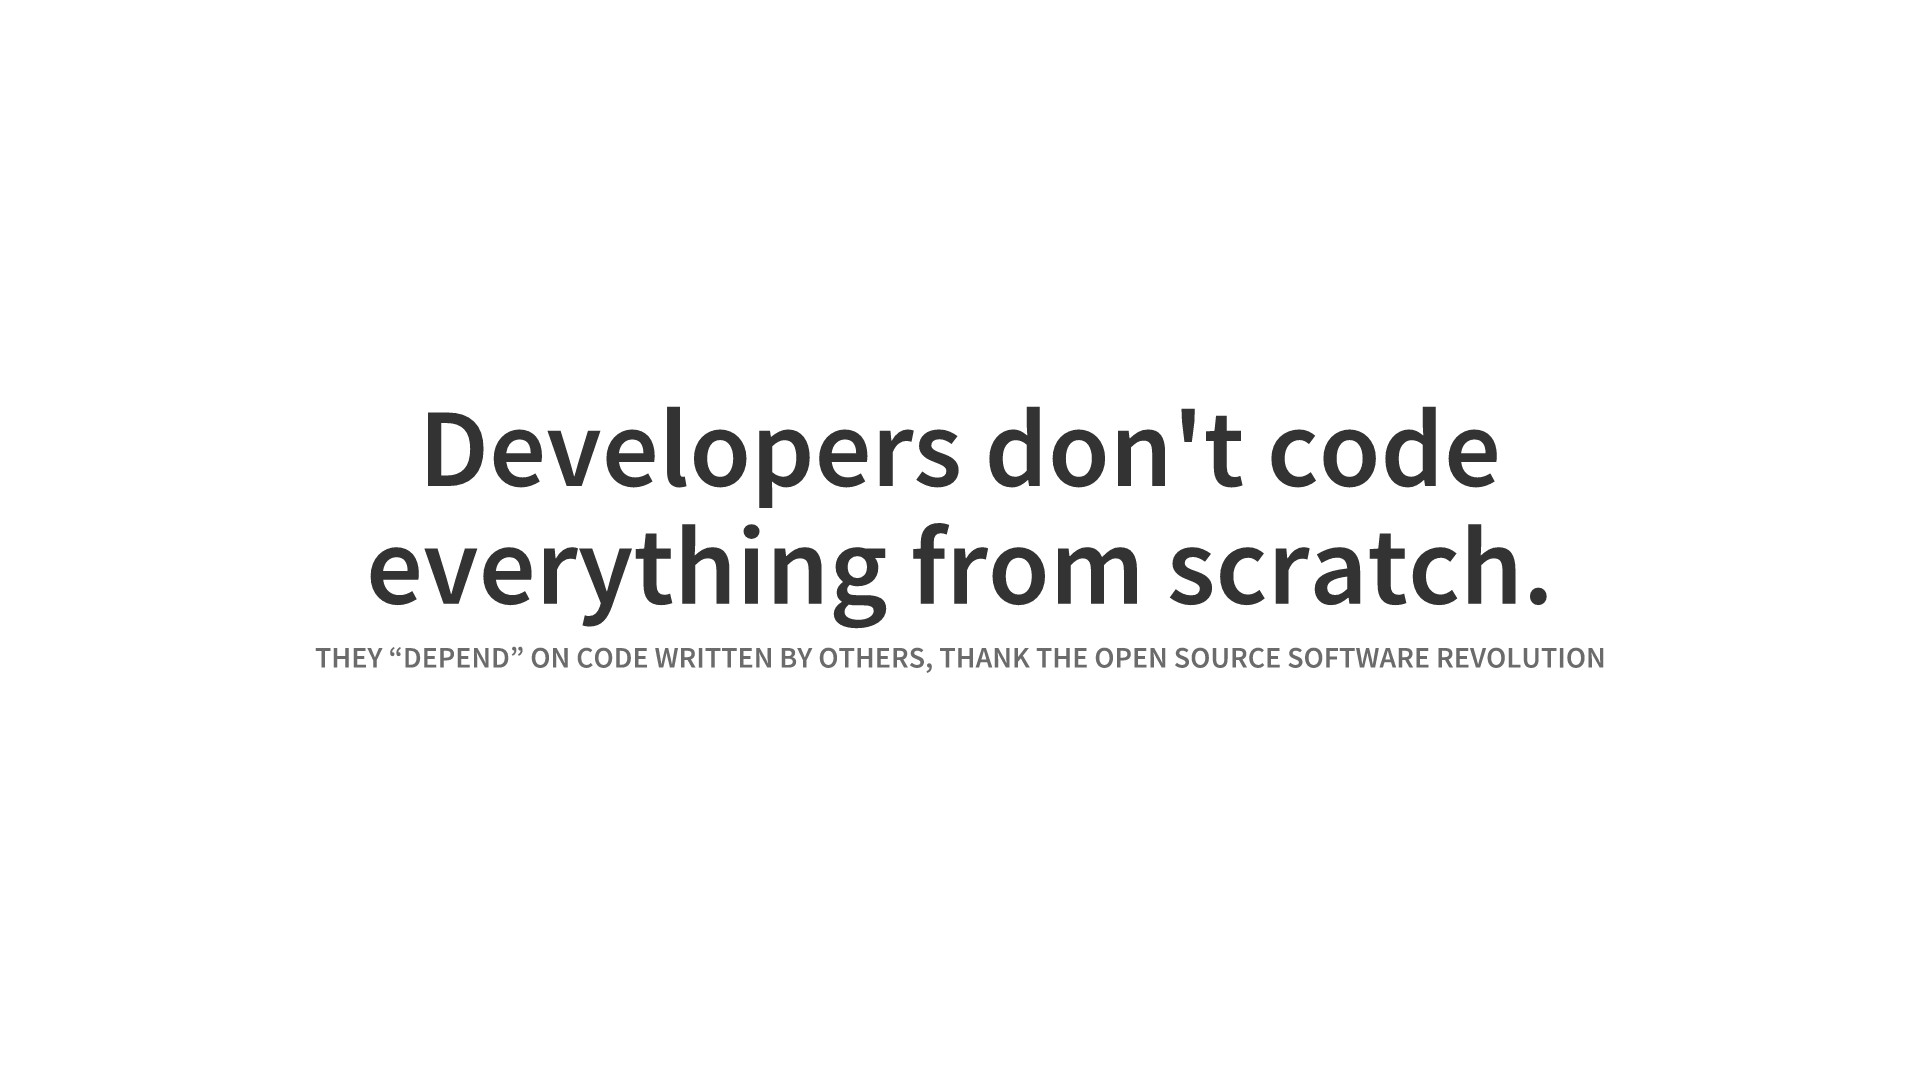 Developers don't code
everything from scratch.
THEY “DEPEND” ON CODE WRITTEN BY OTHERS, THANK THE OPEN SOURCE SOFTWARE REVOLUTION